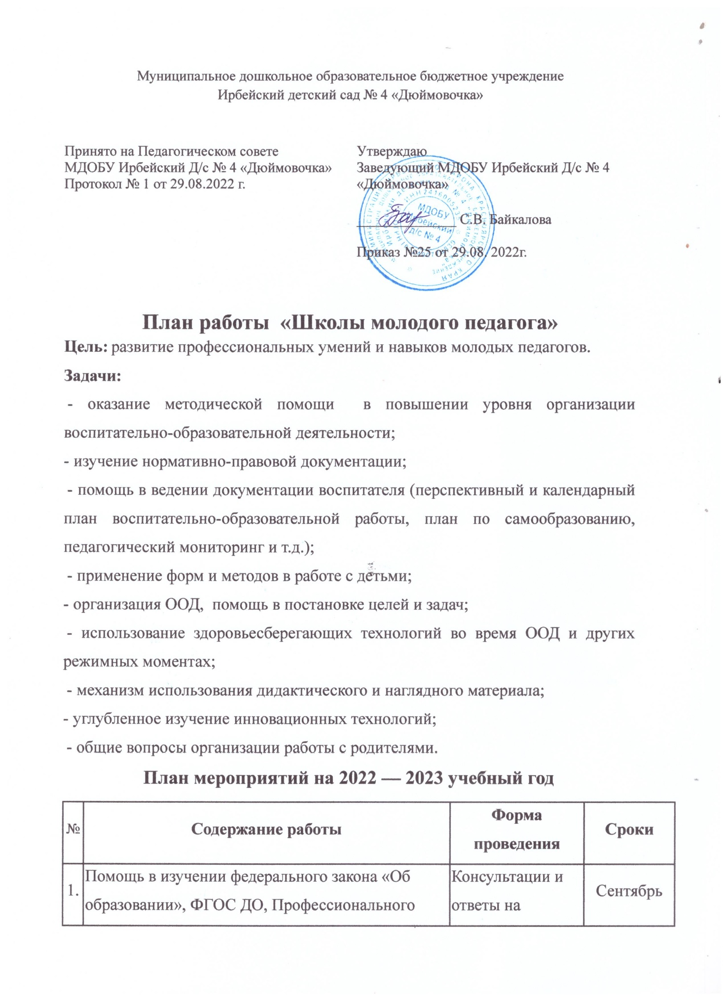 Муниципальное дошкольное образовательное бюджетное учреждение
Ирбейский детский сад № 4 «Дюймовочка»
Принято на Педагогическом совете
МДОБУ Ирбейский Д/с № 4 «Дюймовочка»
Протокол № 1 от 29.08.2022 г.
Утверждаю
Заведующий МДОБУ Ирбейский Д/с № 4
«Дюймовочка»
С.В. Байкалова
Приказ №25 от 29.08. 2022г.
МДОБУ
Ирбейский
д/с № 4
План работы «Школы молодого педагога»
Цель: развитие профессиональных умений и навыков молодых педагогов.
Задачи:
- оказание методической помощи в повышении уровня организации
воспитательно-образовательной деятельности;
- изучение нормативно-правовой документации;
- помощь в ведении документации воспитателя (перспективный и календарный
план воспитательно-образовательной работы, план по самообразованию,
педагогический мониторинг и т.д.);
- применение форм и методов в работе с детьми;
- организация ООД, помощь в постановке целей и задач;
- использование здоровьесберегающих технологий во время ООД и других
режимных моментах;
- механизм использования дидактического и наглядного материала;
- углубленное изучение инновационных технологий;
- общие вопросы организации работы с родителями.
План мероприятий на 2022 — 2023 учебный год
№
Содержание работы
Форма
проведения
Сроки
1.
Помощь в изучении федерального закона «Об
образовании», ФГОС ДО, Профессионального
Консультации и
ответы на
Сентябрь